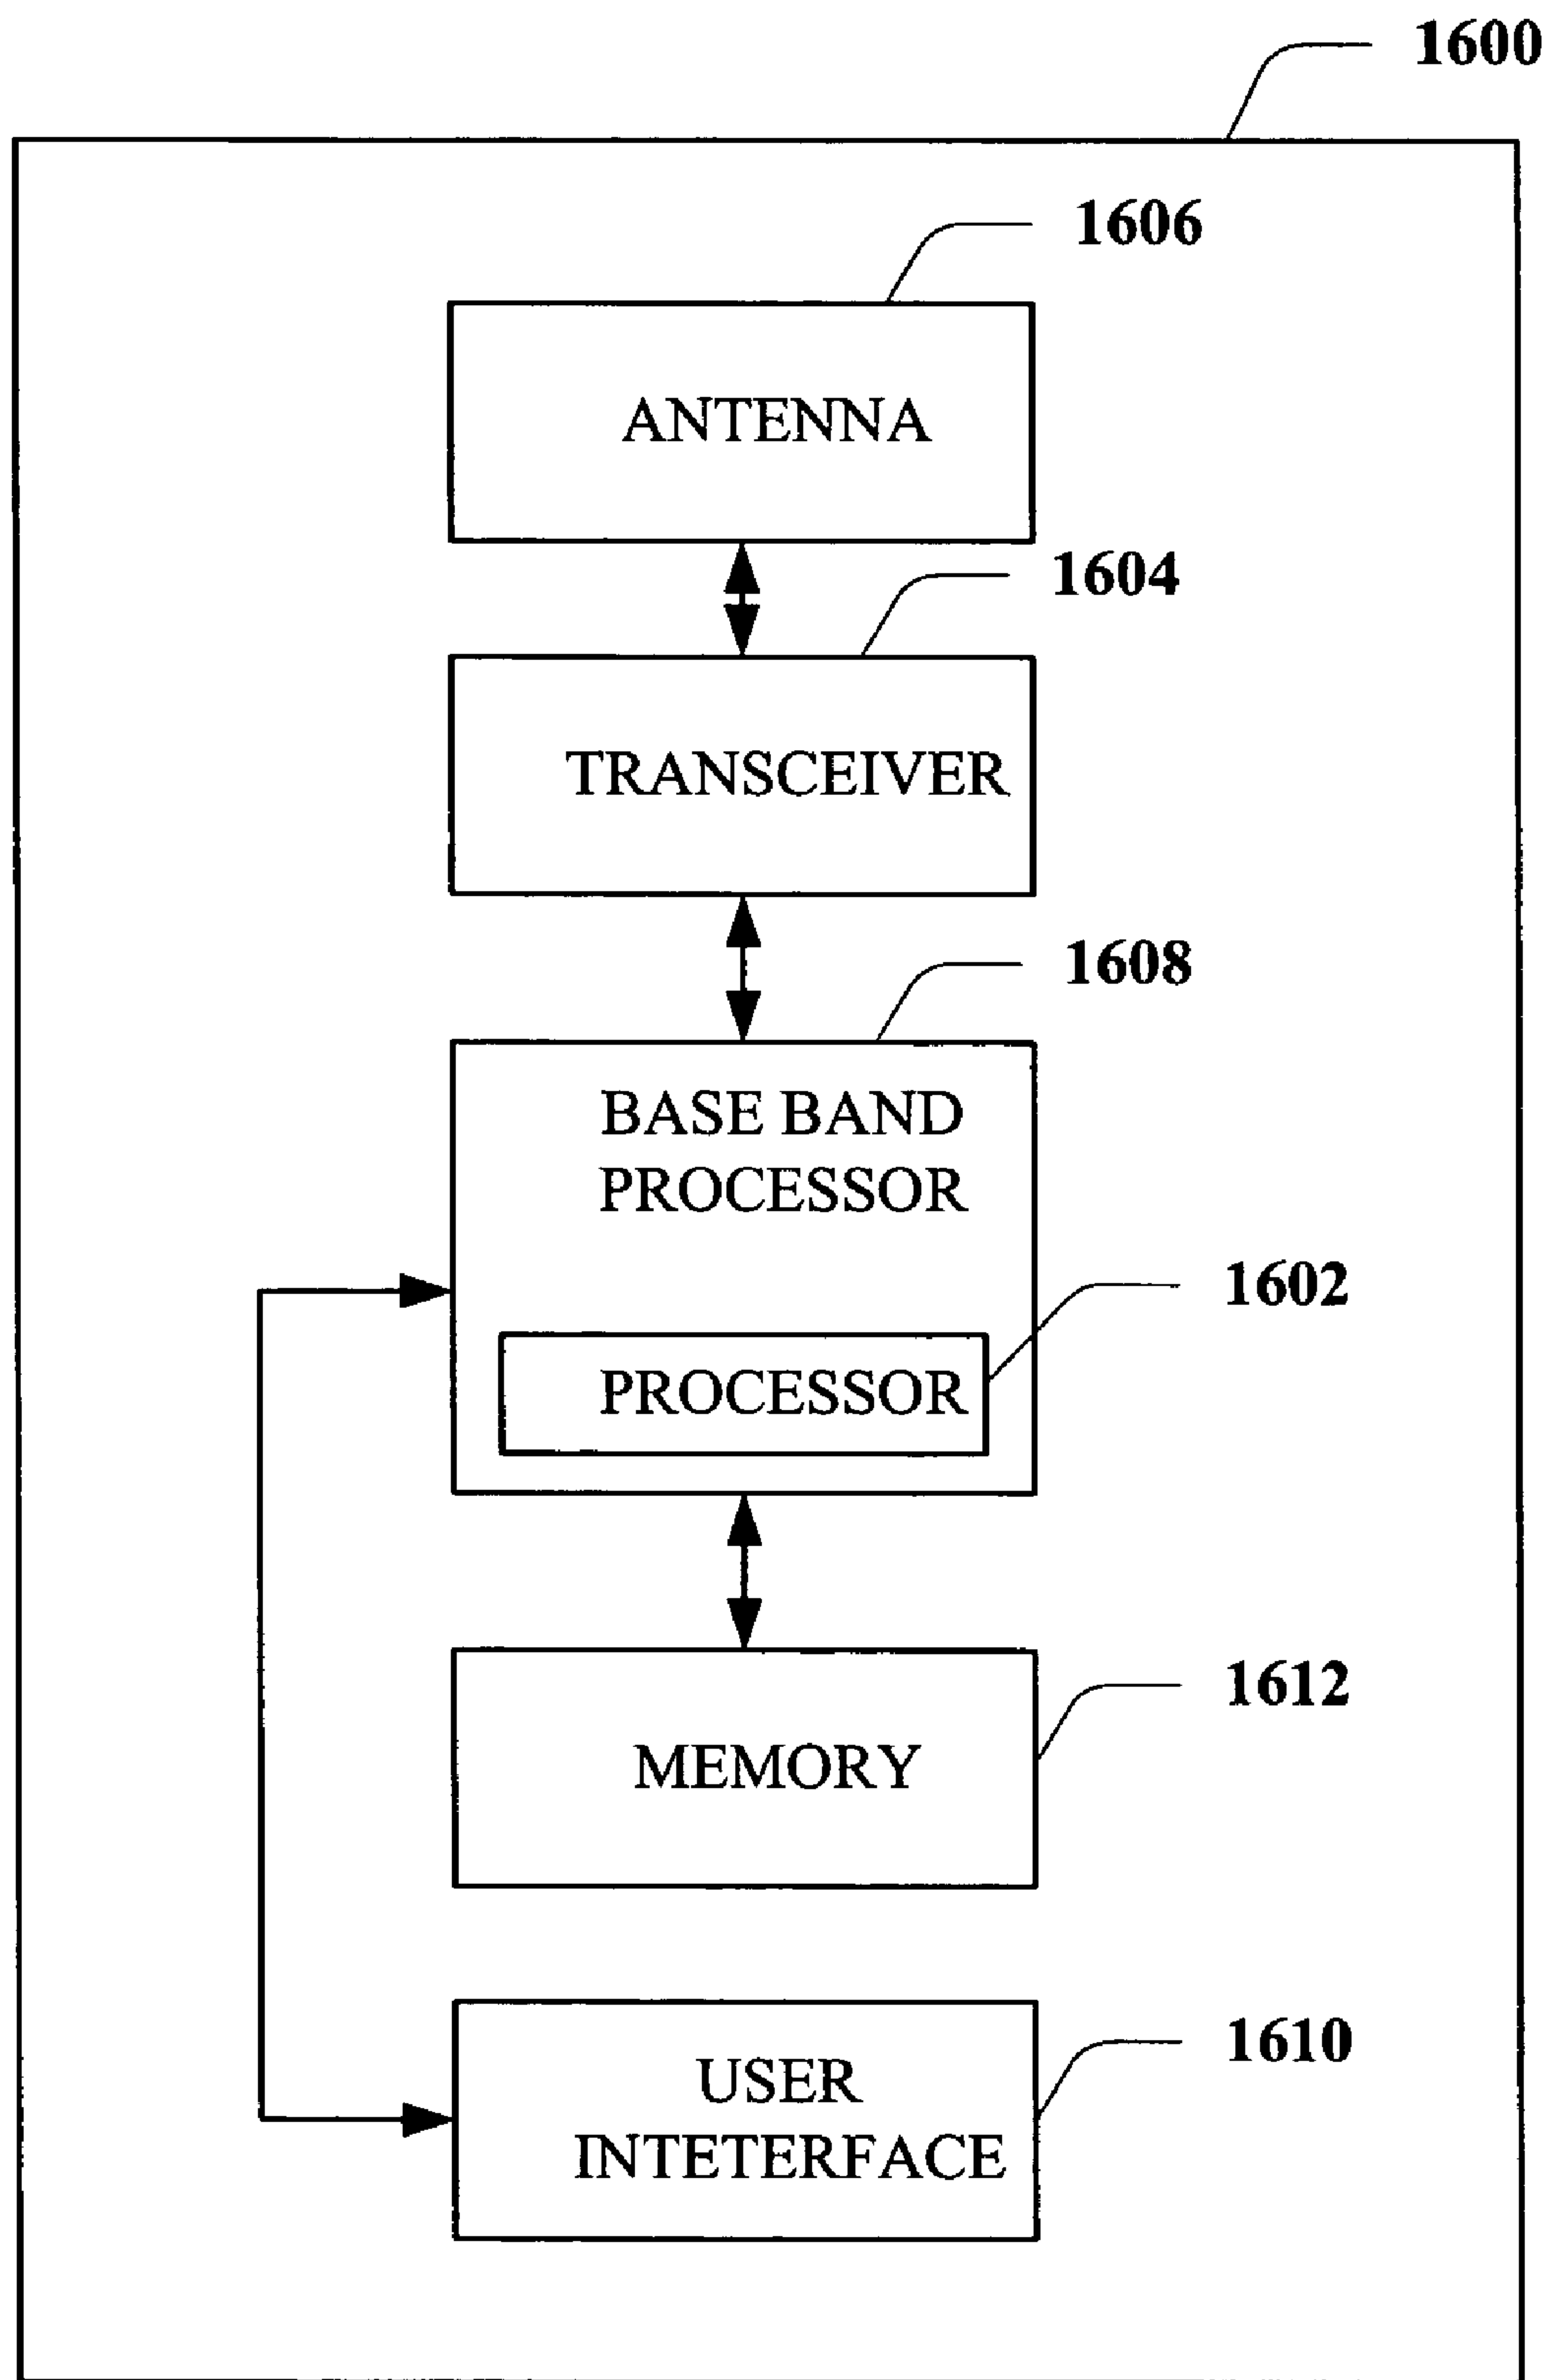 1600
1606
ANTENNA
1604
TRANSCEIVER
1608
BASE BAND
PROCESSOR
1602
PROCESSOR
1612
MEMORY
1610
USER
INTETERFACE